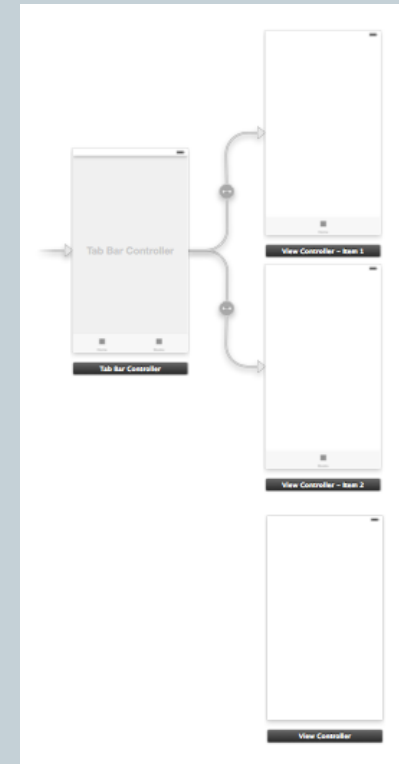 View Controller – Item 1
Tab Bar Controller
Tab Bar Controller
View Controller – Item 2
View Controller